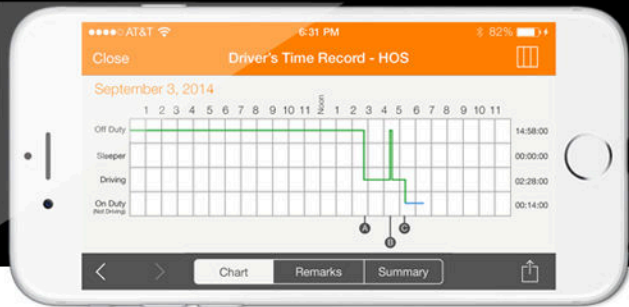 AT&T 6:31 PM 82%
Close Driver's Time Record - HOS
September 3, 2014
1 2 3 4 5 6 7 8 9 10 11 Noon 1 2 3 4 5 6 7 8 9 10 11
Off Duty 14:58:00
Sleeper 00:00:00
Driving 02:28:00
On Duty 00:14:00
(Not Driving)
A C
B
Chart Remarks Summary